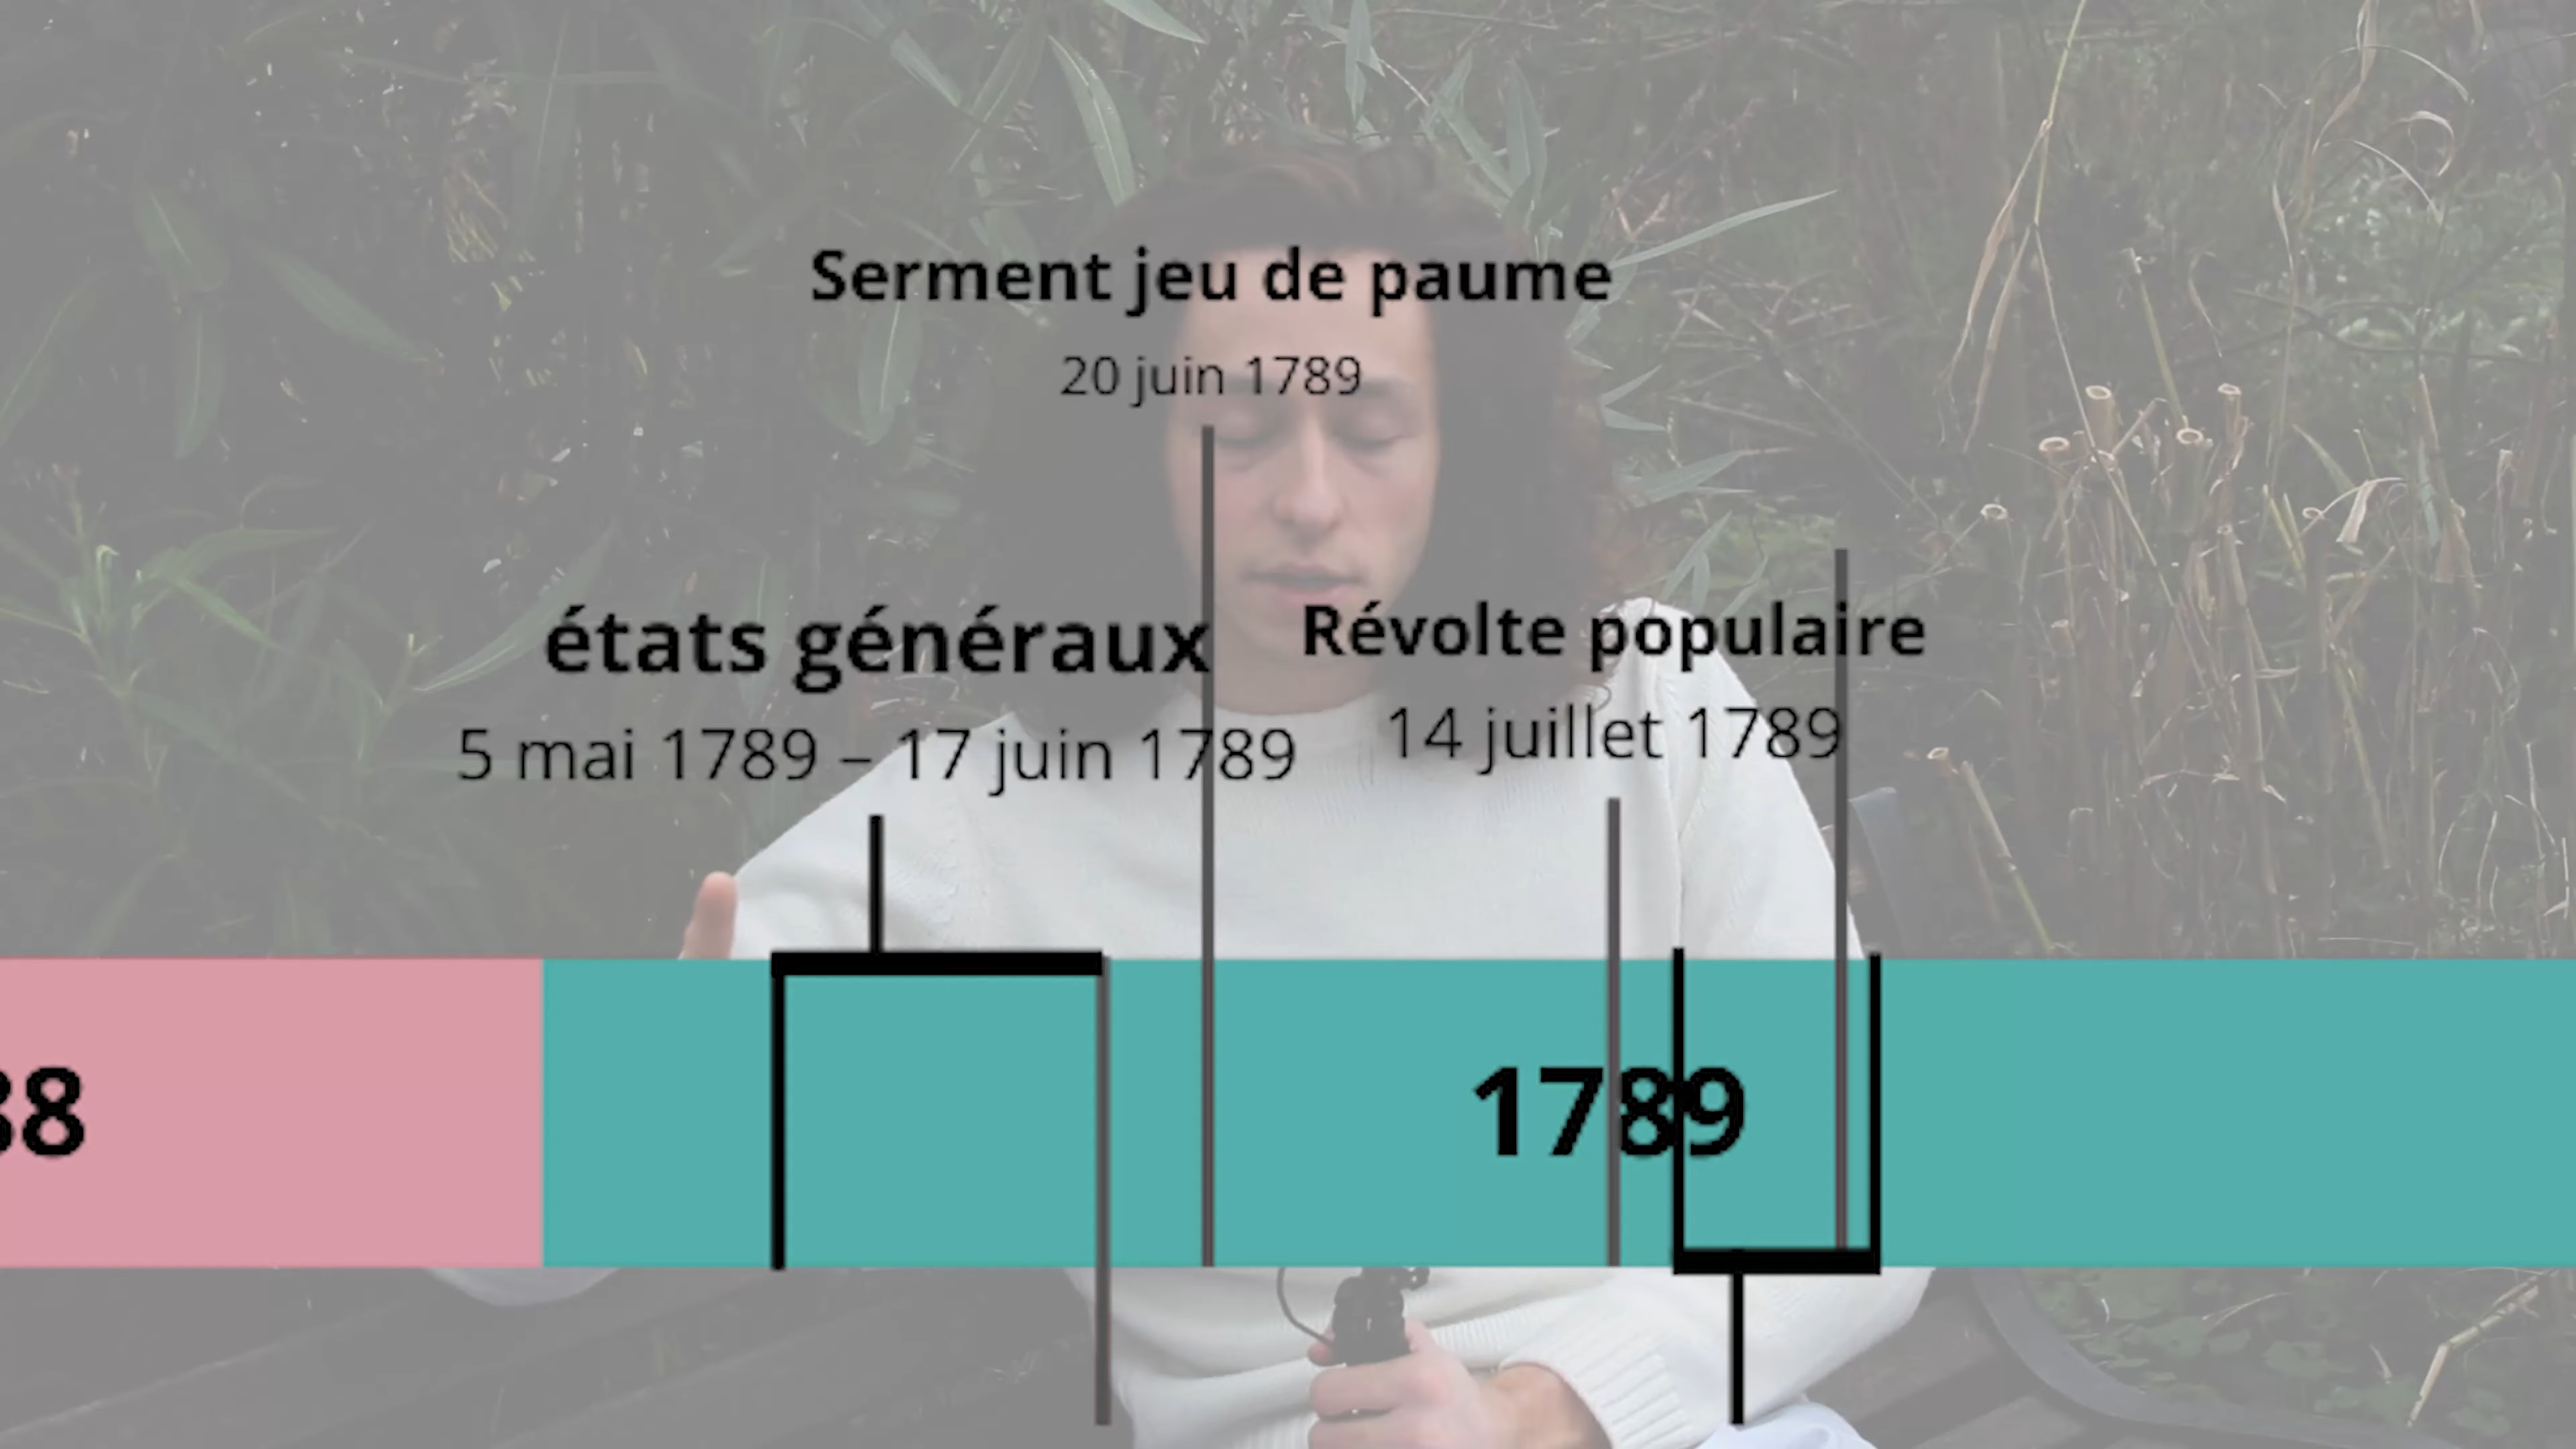 Serment jeu de paume
20 juin 1789
états généraux
5 mai 1789 – 17 juin 1789
Révolte populaire
14 juillet 1789
88
1789